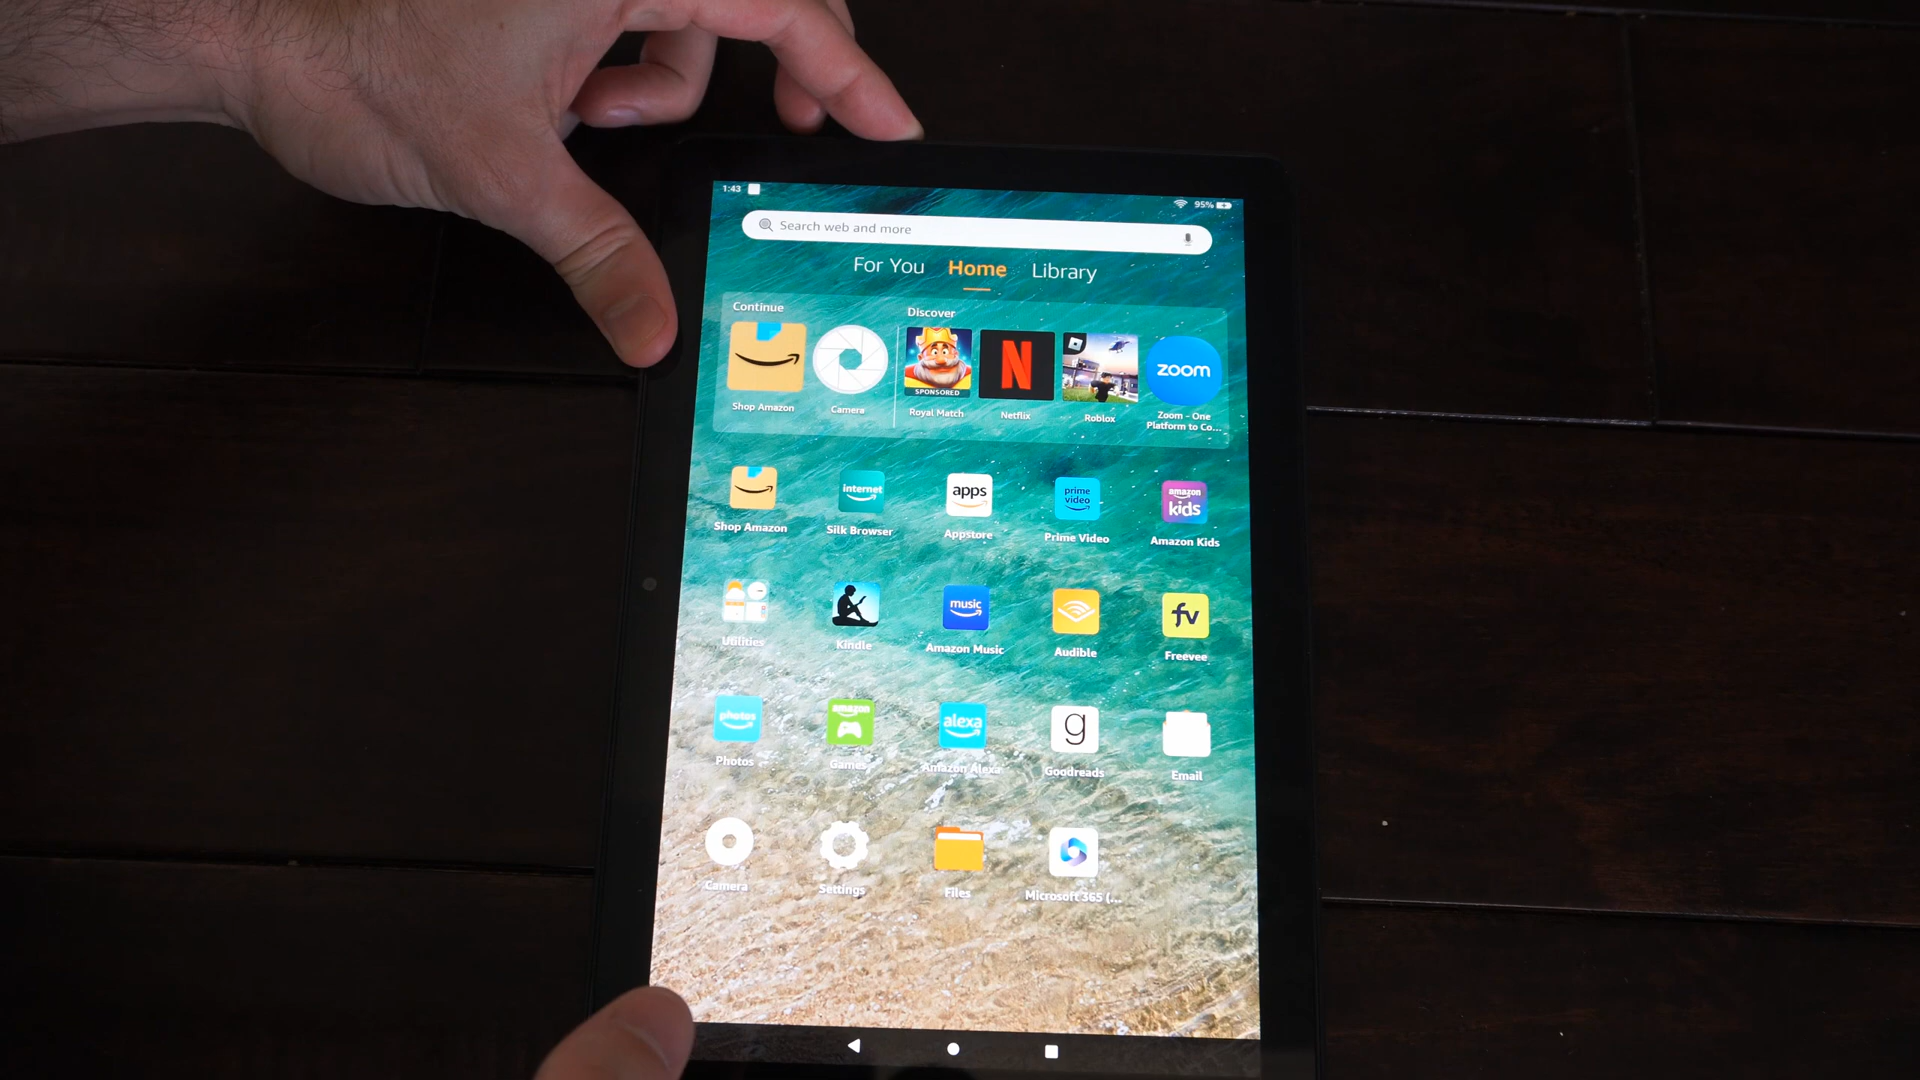 1:43
95%
Search web and more
For You Home Library
Continue
Discover
SPONSORED
N
zoom
Shop Amazon
Camera
Royal Match
Netflix
Roblox
Zoom - One
Platform to Co...
internet
apps
prime
video
amazon
kids
Shop Amazon
Silk Browser
Appstore
Prime Video
Amazon Kids
music
fv
Utilities
Kindle
Amazon Music
Audible
Freevee
photos
amazon
alexa
g
Photos
Games
Amazon Alexa
Goodreads
Email
Camera
Settings
Files
Microsoft 365 (...